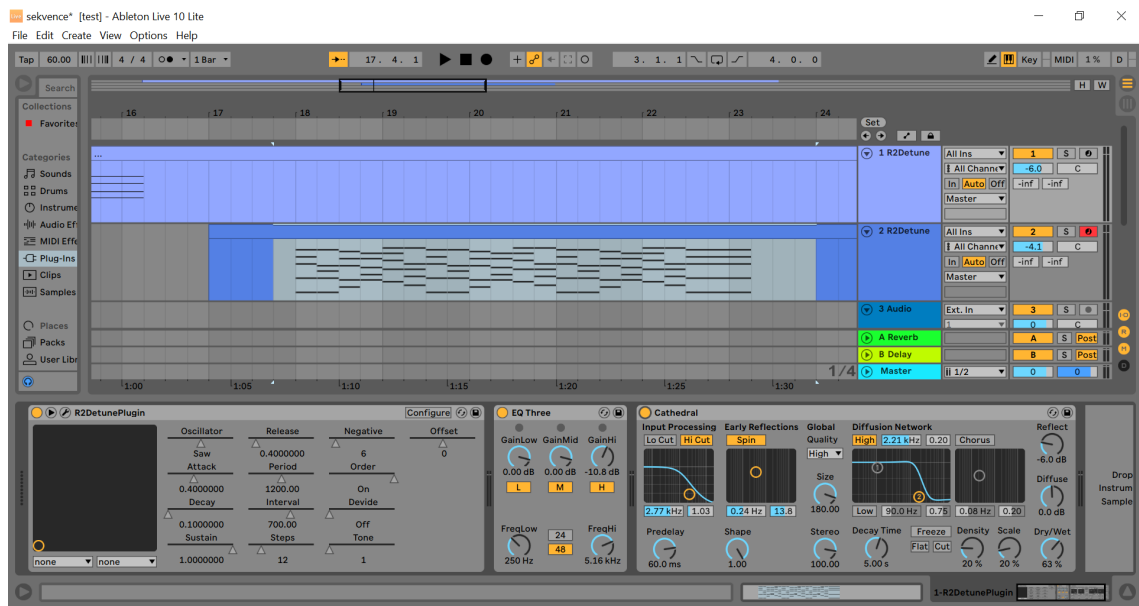 Live sekvence* [test] - Ableton Live 10 Lite
File Edit Create View Options Help
Tap 60.00 4 / 4 1 Bar 17. 4. 1 3. 1. 1 4. 0. 0 Key MIDI 1 % D
Search
H W
Collections
Favorites
Categories
Sounds
Drums
Instrume
Audio Eff
MIDI Effe
Plug-Ins
Clips
Samples
Places
Packs
User Libr
16 17 18 19 20 21 22 23 24
Set
...
1 R2Detune All Ins 1 S
All Channe -6.0 C
In Auto Off -inf -inf
Master
2 R2Detune All Ins 2 S
All Channe -4.1 C
In Auto Off -inf -inf
Master
3 Audio Ext. In 3 S
1 0 C
A Reverb A S Post
B Delay B S Post
1/4 Master 1/2 0 0
1:00 1:05 1:10 1:15 1:20 1:25 1:30
I·O
R
M
D
R2DetunePlugin Configure
Oscillator Release Negative Offset
Saw 0.4000000 6 0
Attack Period Order
0.4000000 1200.00 On
Decay Interval Devide
0.1000000 700.00 Off
Sustain Steps Tone
1.0000000 12 1
none none
EQ Three
GainLow GainMid GainHi
0.00 dB 0.00 dB -10.8 dB
L M H
FreqLow 24 FreqHi
48
250 Hz 5.16 kHz
Cathedral
Input Processing Early Reflections Global Diffusion Network Reflect
Lo Cut Hi Cut Spin Quality High 2.21 kHz 0.20 Chorus
High -6.0 dB
1
Size Diffuse
2
2.77 kHz 1.03 0.24 Hz 13.8 180.00 Low 90.0 Hz 0.75 0.08 Hz 0.20 0.0 dB
Predelay Shape Stereo Decay Time Freeze Density Scale Dry/Wet
Flat Cut
60.0 ms 1.00 100.00 5.00 s 20 % 20 % 63 %
Drop
Instrum
Sample
1-R2DetunePlugin